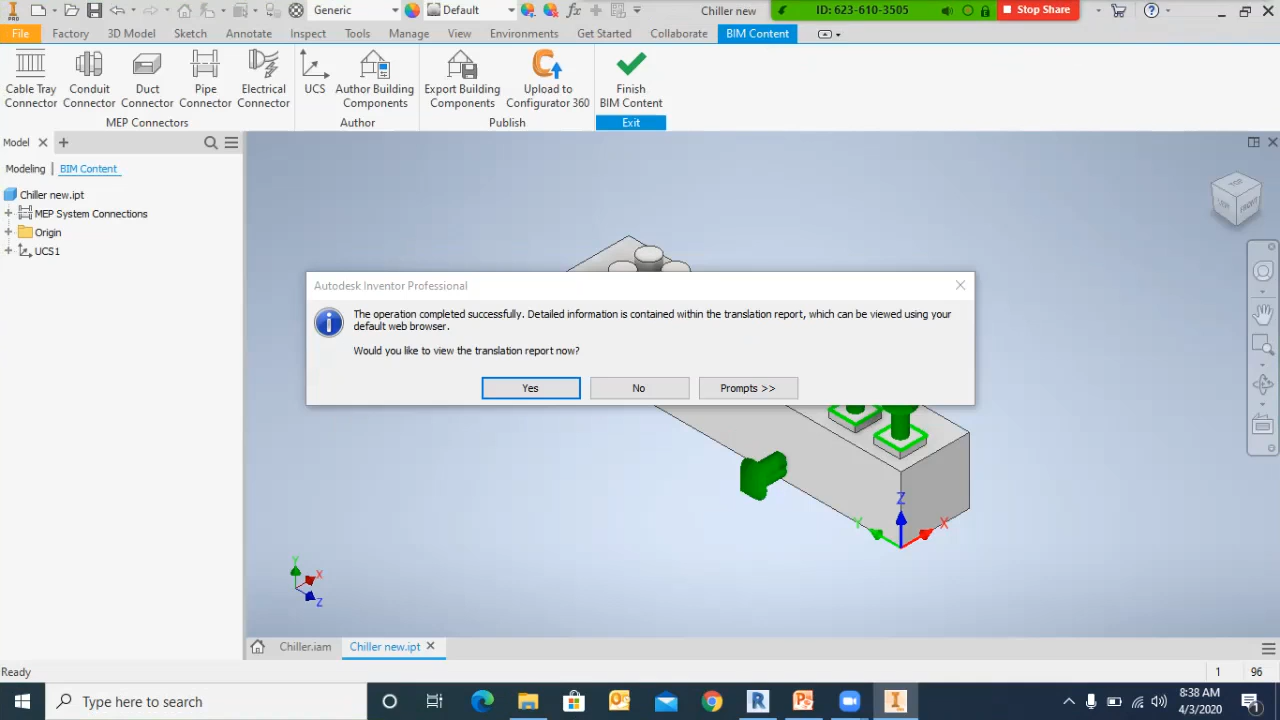 PRO
Generic
Default
Chiller new
ID: 623-610-3505
Stop Share
File
Factory
3D Model
Sketch
Annotate
Inspect
Tools
Manage
View
Environments
Get Started
Collaborate
BIM Content
Cable Tray
Connector
Conduit
Connector
Duct
Connector
Pipe
Connector
Electrical
Connector
UCS
Author Building
Components
Export Building
Components
Upload to
Configurator 360
Finish
BIM Content
MEP Connectors
Author
Publish
Exit
Model
Modeling
BIM Content
Chiller new.ipt
MEP System Connections
Origin
UCS1
TOP
FRONT
Autodesk Inventor Professional
The operation completed successfully. Detailed information is contained within the translation report, which can be viewed using your
default web browser.
Would you like to view the translation report now?
Yes
No
Prompts >>
Z
Y
X
Y
X
Z
Chiller.iam
Chiller new.ipt
Ready
1
96
Type here to search
8:38 AM
4/3/2020